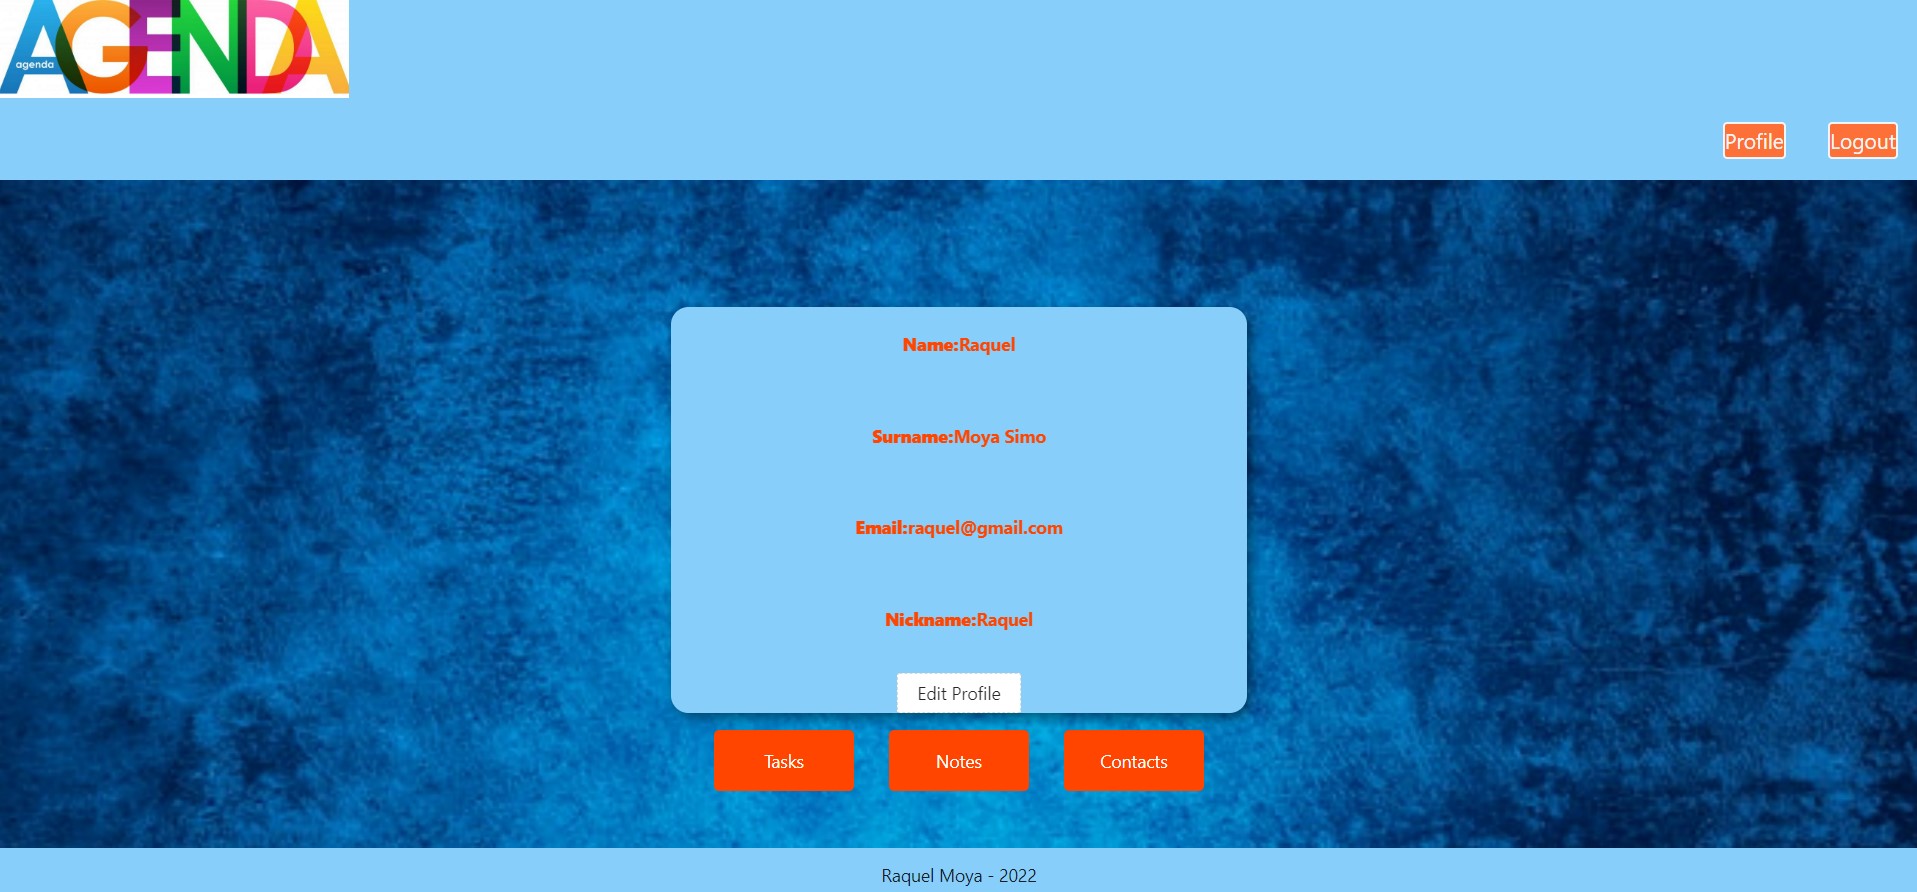 AGENDA
agenda
Profile
Logout
Name:Raquel
Surname:Moya Simo
Email:raquel@gmail.com
Nickname:Raquel
Edit Profile
Tasks
Notes
Contacts
Raquel Moya - 2022